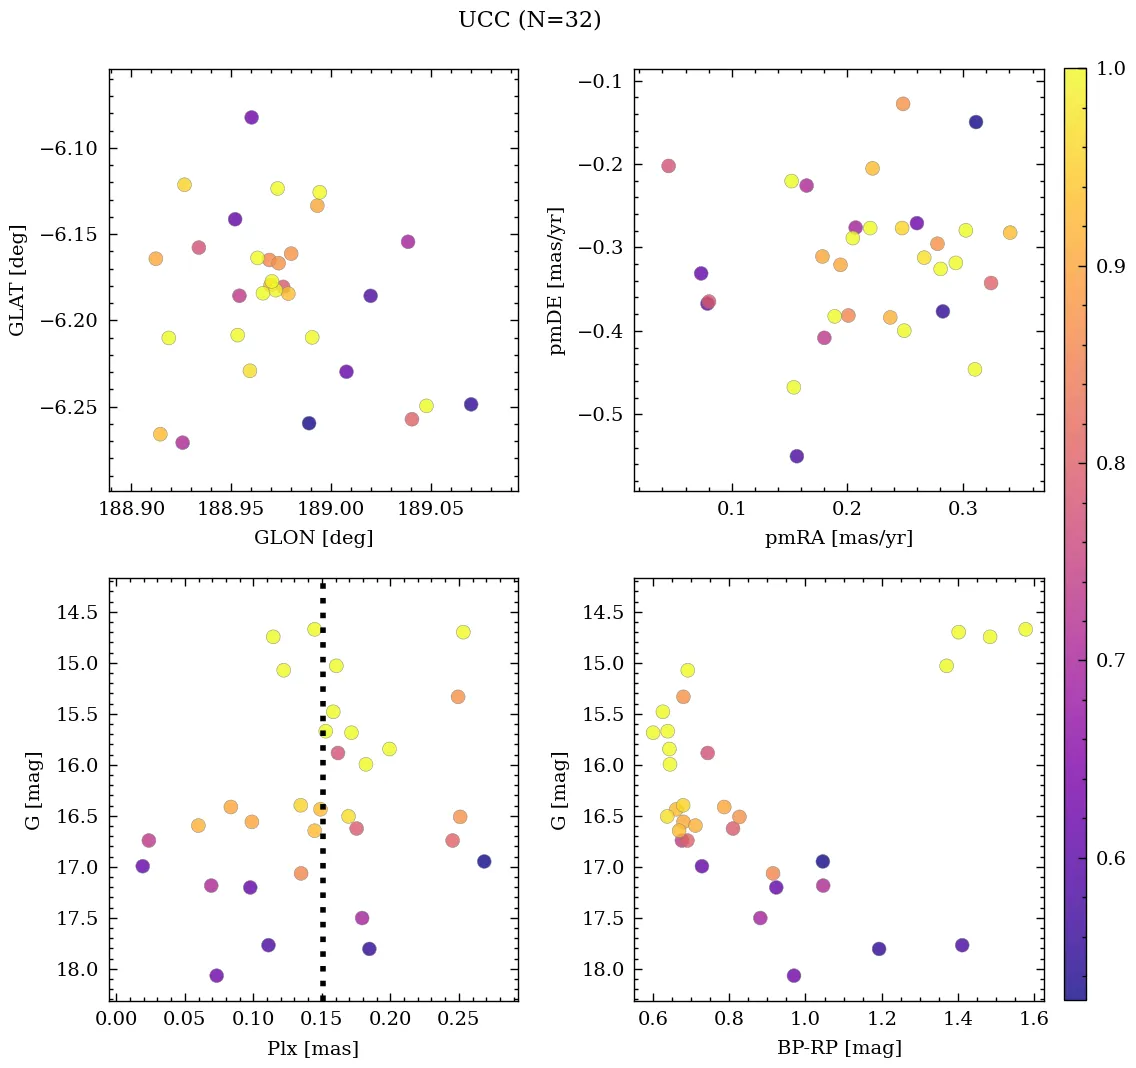 UCC (N=32)
−6.10
−6.15
−6.20
−6.25
GLAT [deg]
188.90 188.95 189.00 189.05
GLON [deg]
−0.1
−0.2
−0.3
−0.4
−0.5
pmDE [mas/yr]
0.1 0.2 0.3
pmRA [mas/yr]
14.5
15.0
15.5
16.0
16.5
17.0
17.5
18.0
G [mag]
0.00 0.05 0.10 0.15 0.20 0.25
Plx [mas]
14.5
15.0
15.5
16.0
16.5
17.0
17.5
18.0
G [mag]
0.6 0.8 1.0 1.2 1.4 1.6
BP-RP [mag]
1.0
0.9
0.8
0.7
0.6